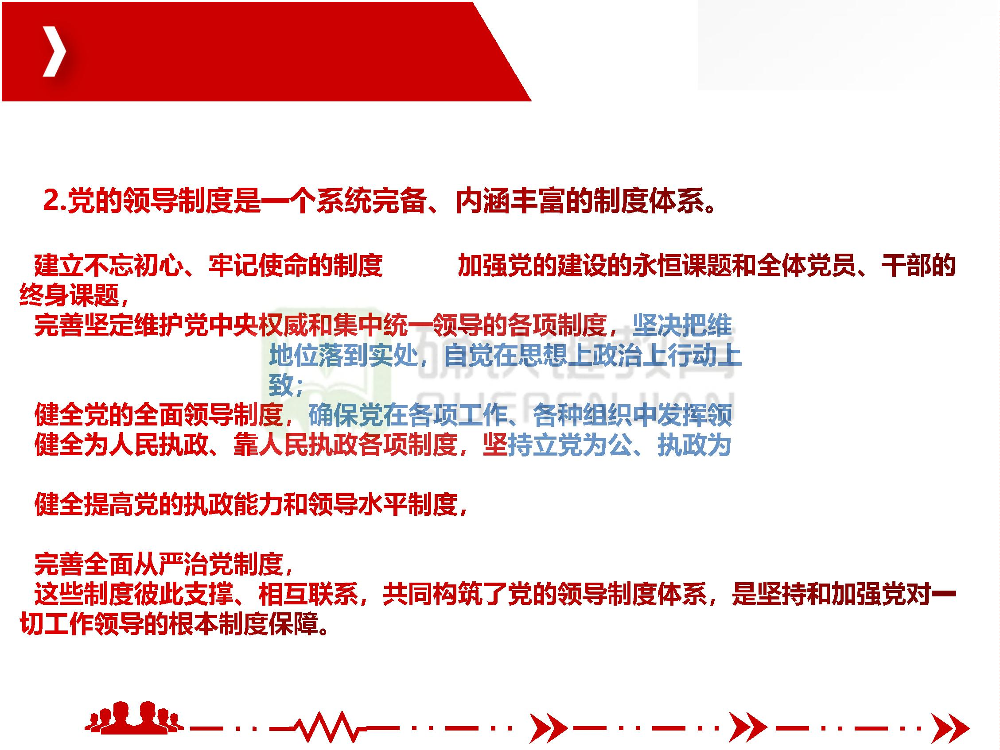 2.党的领导制度是一个系统完备、内涵丰富的制度体系。
建立不忘初心、牢记使命的制度 加强党的建设的永恒课题和全体党员、干部的
终身课题，
完善坚定维护党中央权威和集中统一领导的各项制度，坚决把维
地位落到实处，自觉在思想上政治上行动上
致；
健全党的全面领导制度，确保党在各项工作、各种组织中发挥领
健全为人民执政、靠人民执政各项制度，坚持立党为公、执政为
健全提高党的执政能力和领导水平制度，
完善全面从严治党制度，
这些制度彼此支撑、相互联系，共同构筑了党的领导制度体系，是坚持和加强党对一
切工作领导的根本制度保障。
确人健教育
QUERENJIAN